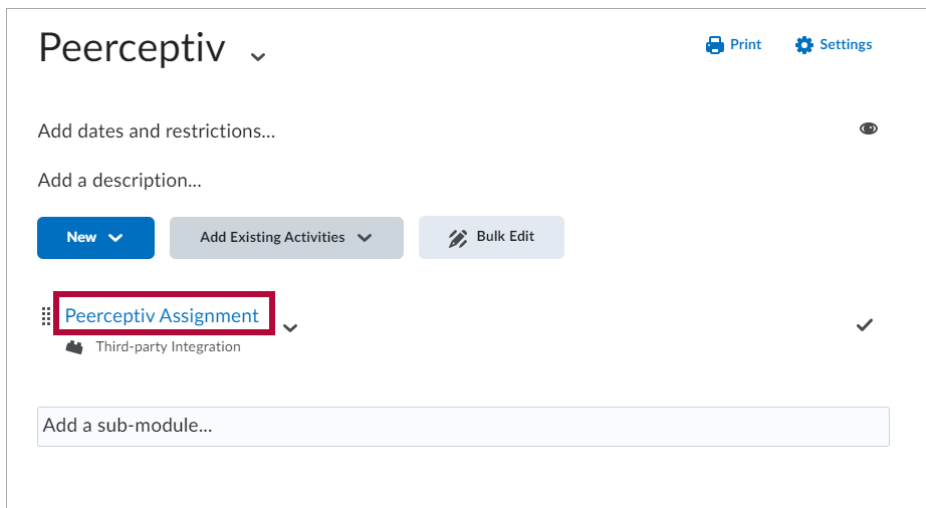 Peerceptiv
Print Settings
Add dates and restrictions...
Add a description...
New Add Existing Activities Bulk Edit
Peerceptiv Assignment
Third-party Integration
Add a sub-module...